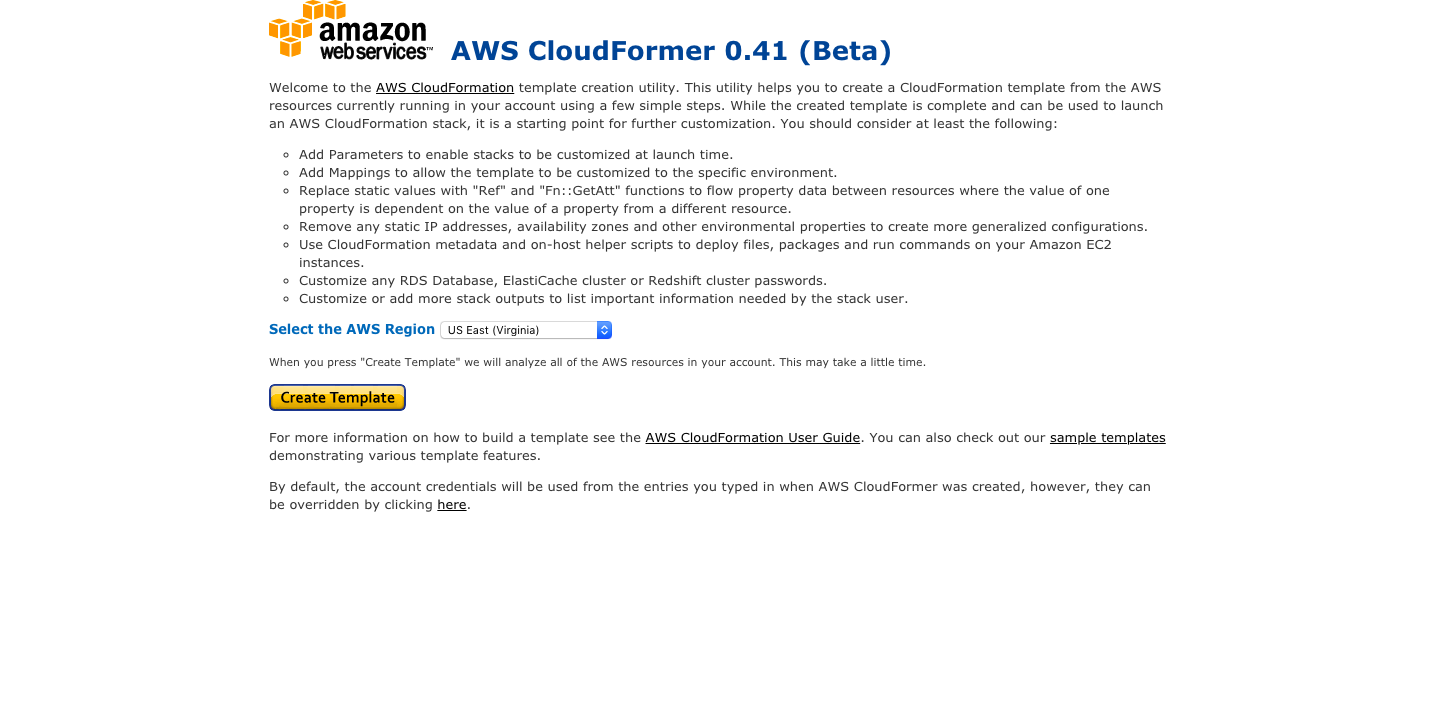 amazon
web services™
AWS CloudFormer 0.41 (Beta)
Welcome to the AWS CloudFormation template creation utility. This utility helps you to create a CloudFormation template from the AWS
resources currently running in your account using a few simple steps. While the created template is complete and can be used to launch
an AWS CloudFormation stack, it is a starting point for further customization. You should consider at least the following:
Add Parameters to enable stacks to be customized at launch time.
Add Mappings to allow the template to be customized to the specific environment.
Replace static values with "Ref" and "Fn::GetAtt" functions to flow property data between resources where the value of one
property is dependent on the value of a property from a different resource.
Remove any static IP addresses, availability zones and other environmental properties to create more generalized configurations.
Use CloudFormation metadata and on-host helper scripts to deploy files, packages and run commands on your Amazon EC2
instances.
Customize any RDS Database, ElastiCache cluster or Redshift cluster passwords.
Customize or add more stack outputs to list important information needed by the stack user.
Select the AWS Region US East (Virginia)
When you press "Create Template" we will analyze all of the AWS resources in your account. This may take a little time.
Create Template
For more information on how to build a template see the AWS CloudFormation User Guide. You can also check out our sample templates
demonstrating various template features.
By default, the account credentials will be used from the entries you typed in when AWS CloudFormer was created, however, they can
be overridden by clicking here.